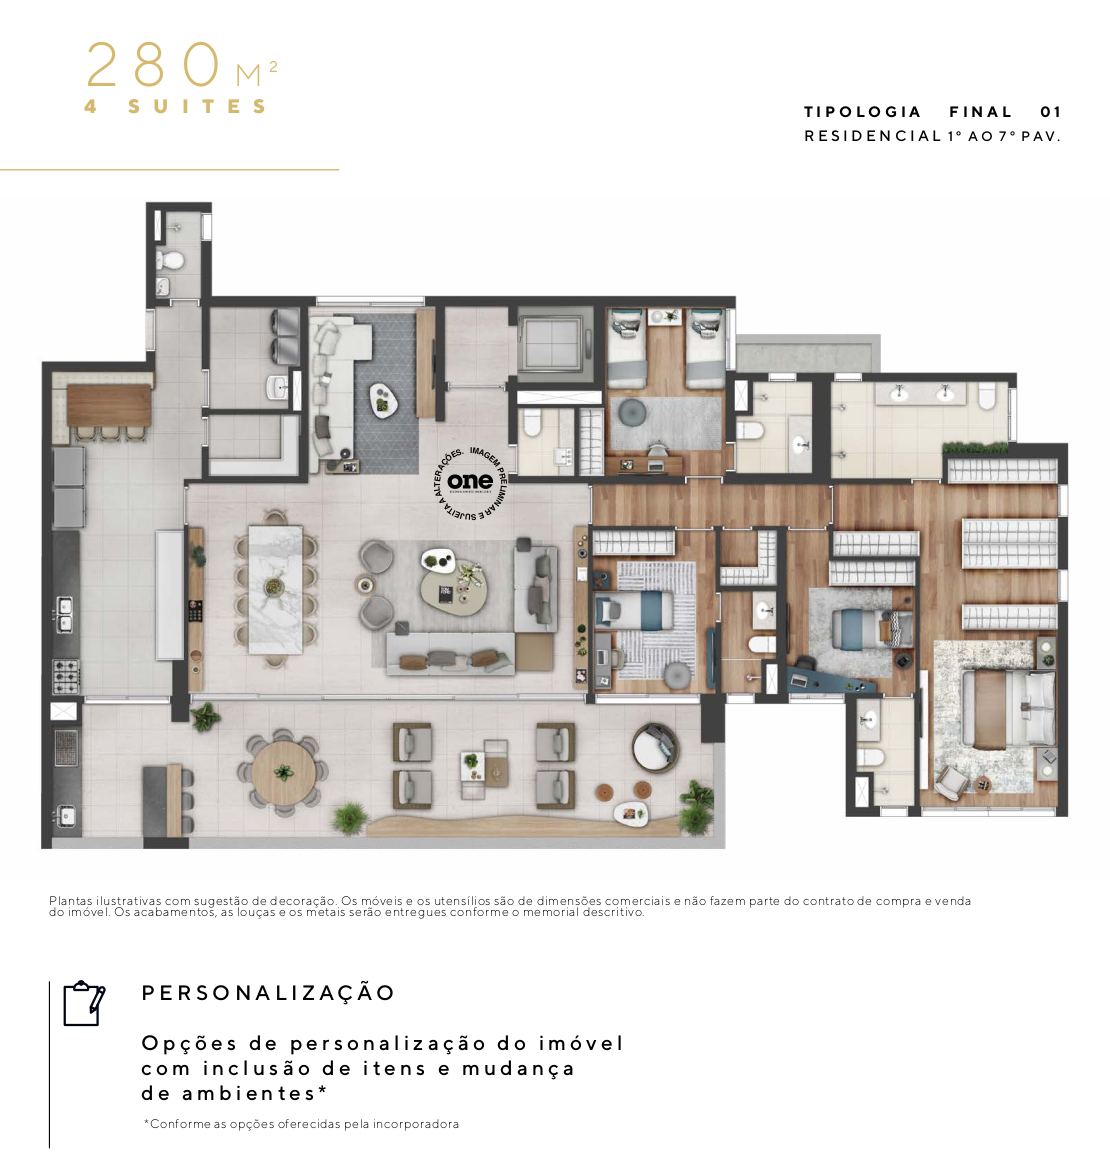 280 M²
4 SUITES
TIPOLOGIA FINAL 01
RESIDENCIAL 1º AO 7º PAV.
IMAGEM PRELIMINAR E SUJEITA A ALTERAÇÕES.
one
Plantas ilustrativas com sugestão de decoração. Os móveis e os utensílios são de dimensões comerciais e não fazem parte do contrato de compra e venda
do imóvel. Os acabamentos, as louças e os metais serão entregues conforme o memorial descritivo.
PERSONALIZAÇÃO
Opções de personalização do imóvel
com inclusão de itens e mudança
de ambientes*
*Conforme as opções oferecidas pela incorporadora